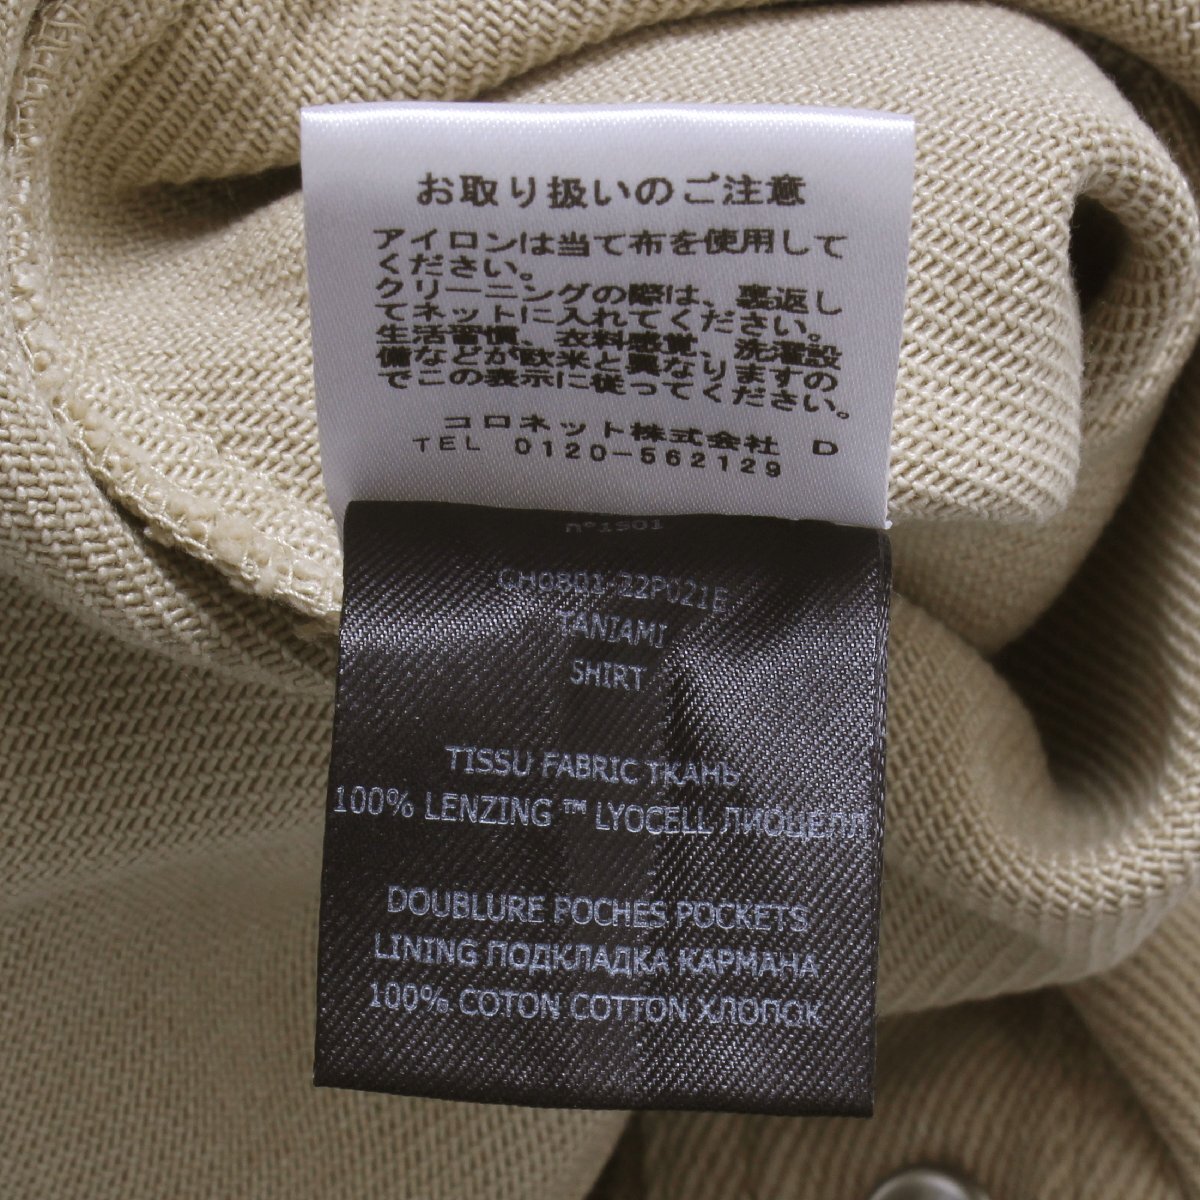 お取り扱いのご注意
アイロンは当て布を使用して
ください。
クリーニングの際は、裏返し
てネットに入れてください。
生活習慣、衣料感覚、洗濯設
備などが欧米と異なりますの
でこの表示に従ってください。
コロネット株式会社 D
TEL 0120-562129
n°1901
CH0801-22P021E
TANIAMI
SHIRT
TISSU FABRIC ТКАНЬ
100% LENZING ™ LYOCELL ЛИОЦЕЛЛ
DOUBLURE POCHES POCKETS
LINING ПОДКЛАДКА КАРМАНА
100% COTON COTTON ХЛОПОК